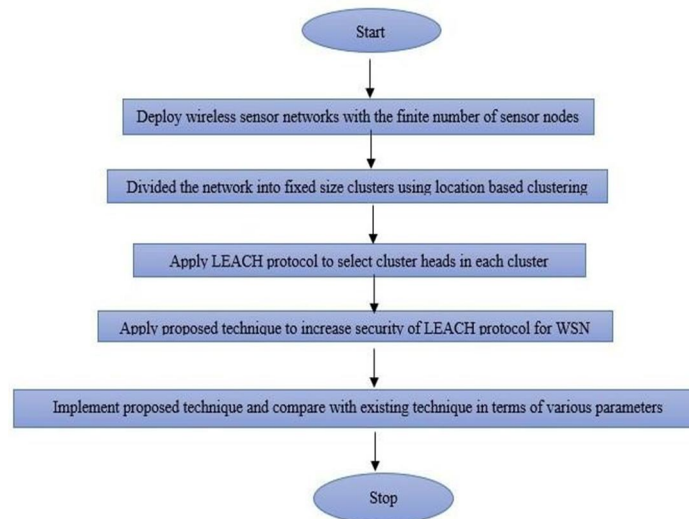 Start
Deploy wireless sensor networks with the finite number of sensor nodes
Divided the network into fixed size clusters using location based clustering
Apply LEACH protocol to select cluster heads in each cluster
Apply proposed technique to increase security of LEACH protocol for WSN
Implement proposed technique and compare with existing technique in terms of various parameters
Stop